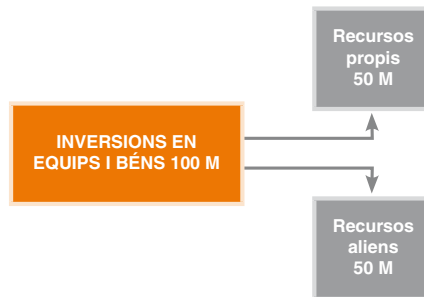 Recursos
propis
50 M
INVERSIONS EN
EQUIPS I BÉNS 100 M
Recursos
aliens
50 M